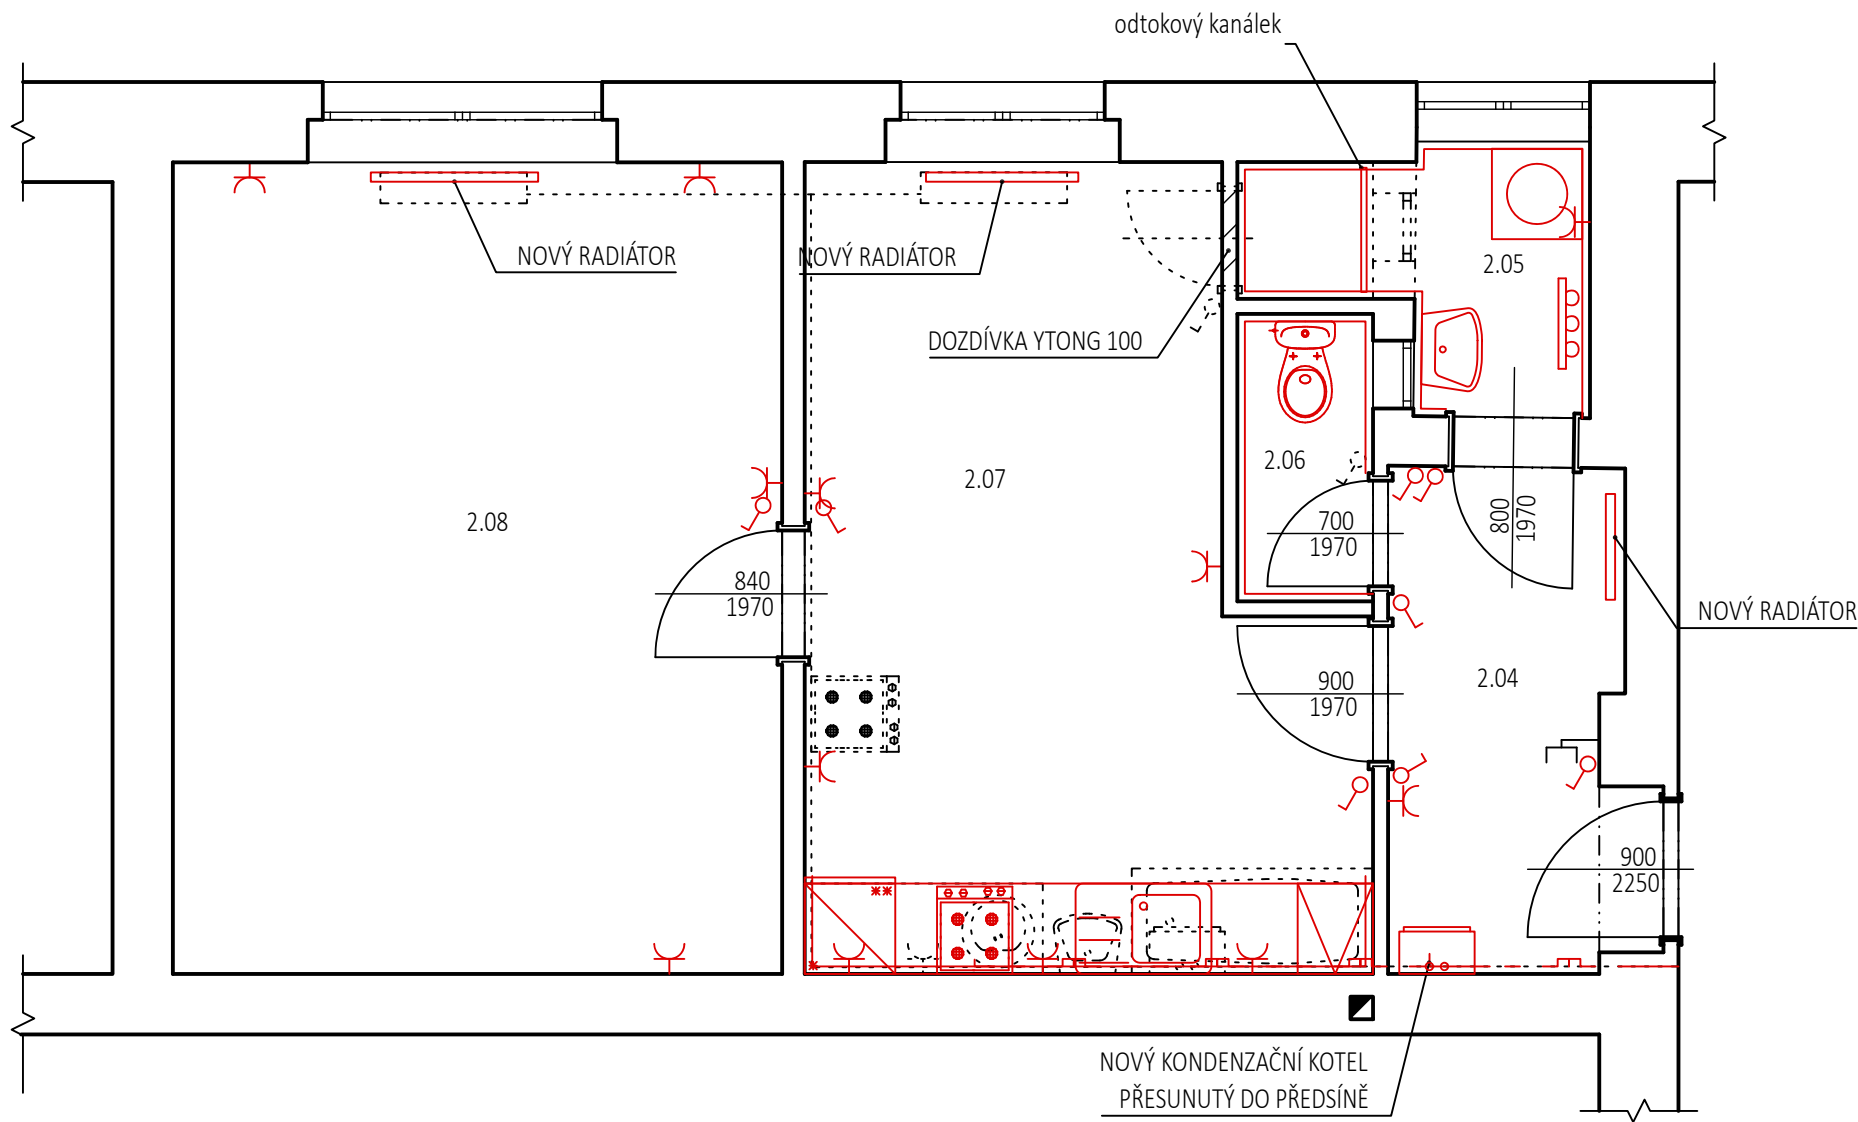 odtokový kanálek
NOVÝ RADIÁTOR
NOVÝ RADIÁTOR
2.05
DOZDÍVKA YTONG 100
2.06
2.07
2.08
700
1970
800
1970
840
1970
NOVÝ RADIÁTOR
900
1970
2.04
900
2250
NOVÝ KONDENZAČNÍ KOTEL
PŘESUNUTÝ DO PŘEDSÍNĚ